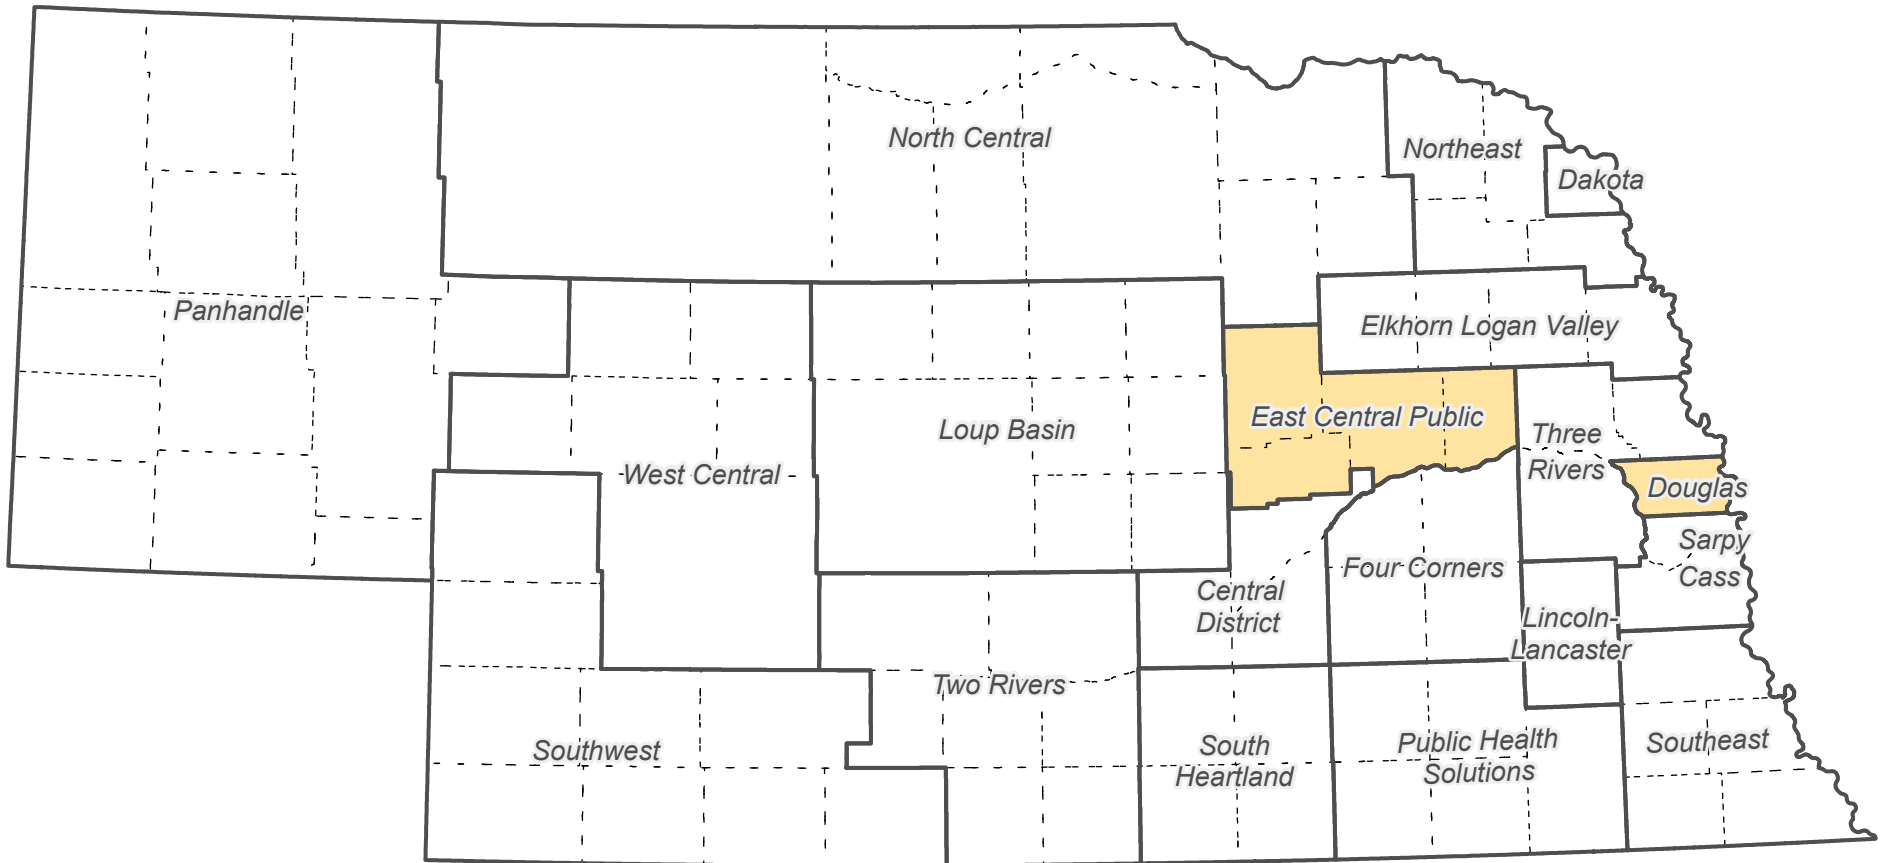 North Central
Northeast
Dakota
Panhandle
Elkhorn Logan Valley
East Central Public
Loup Basin
Three
Rivers
West Central
Douglas
Sarpy
Cass
Four Corners
Central
District
Lincoln-
Lancaster
Two Rivers
Southwest
South
Heartland
Public Health
Solutions
Southeast